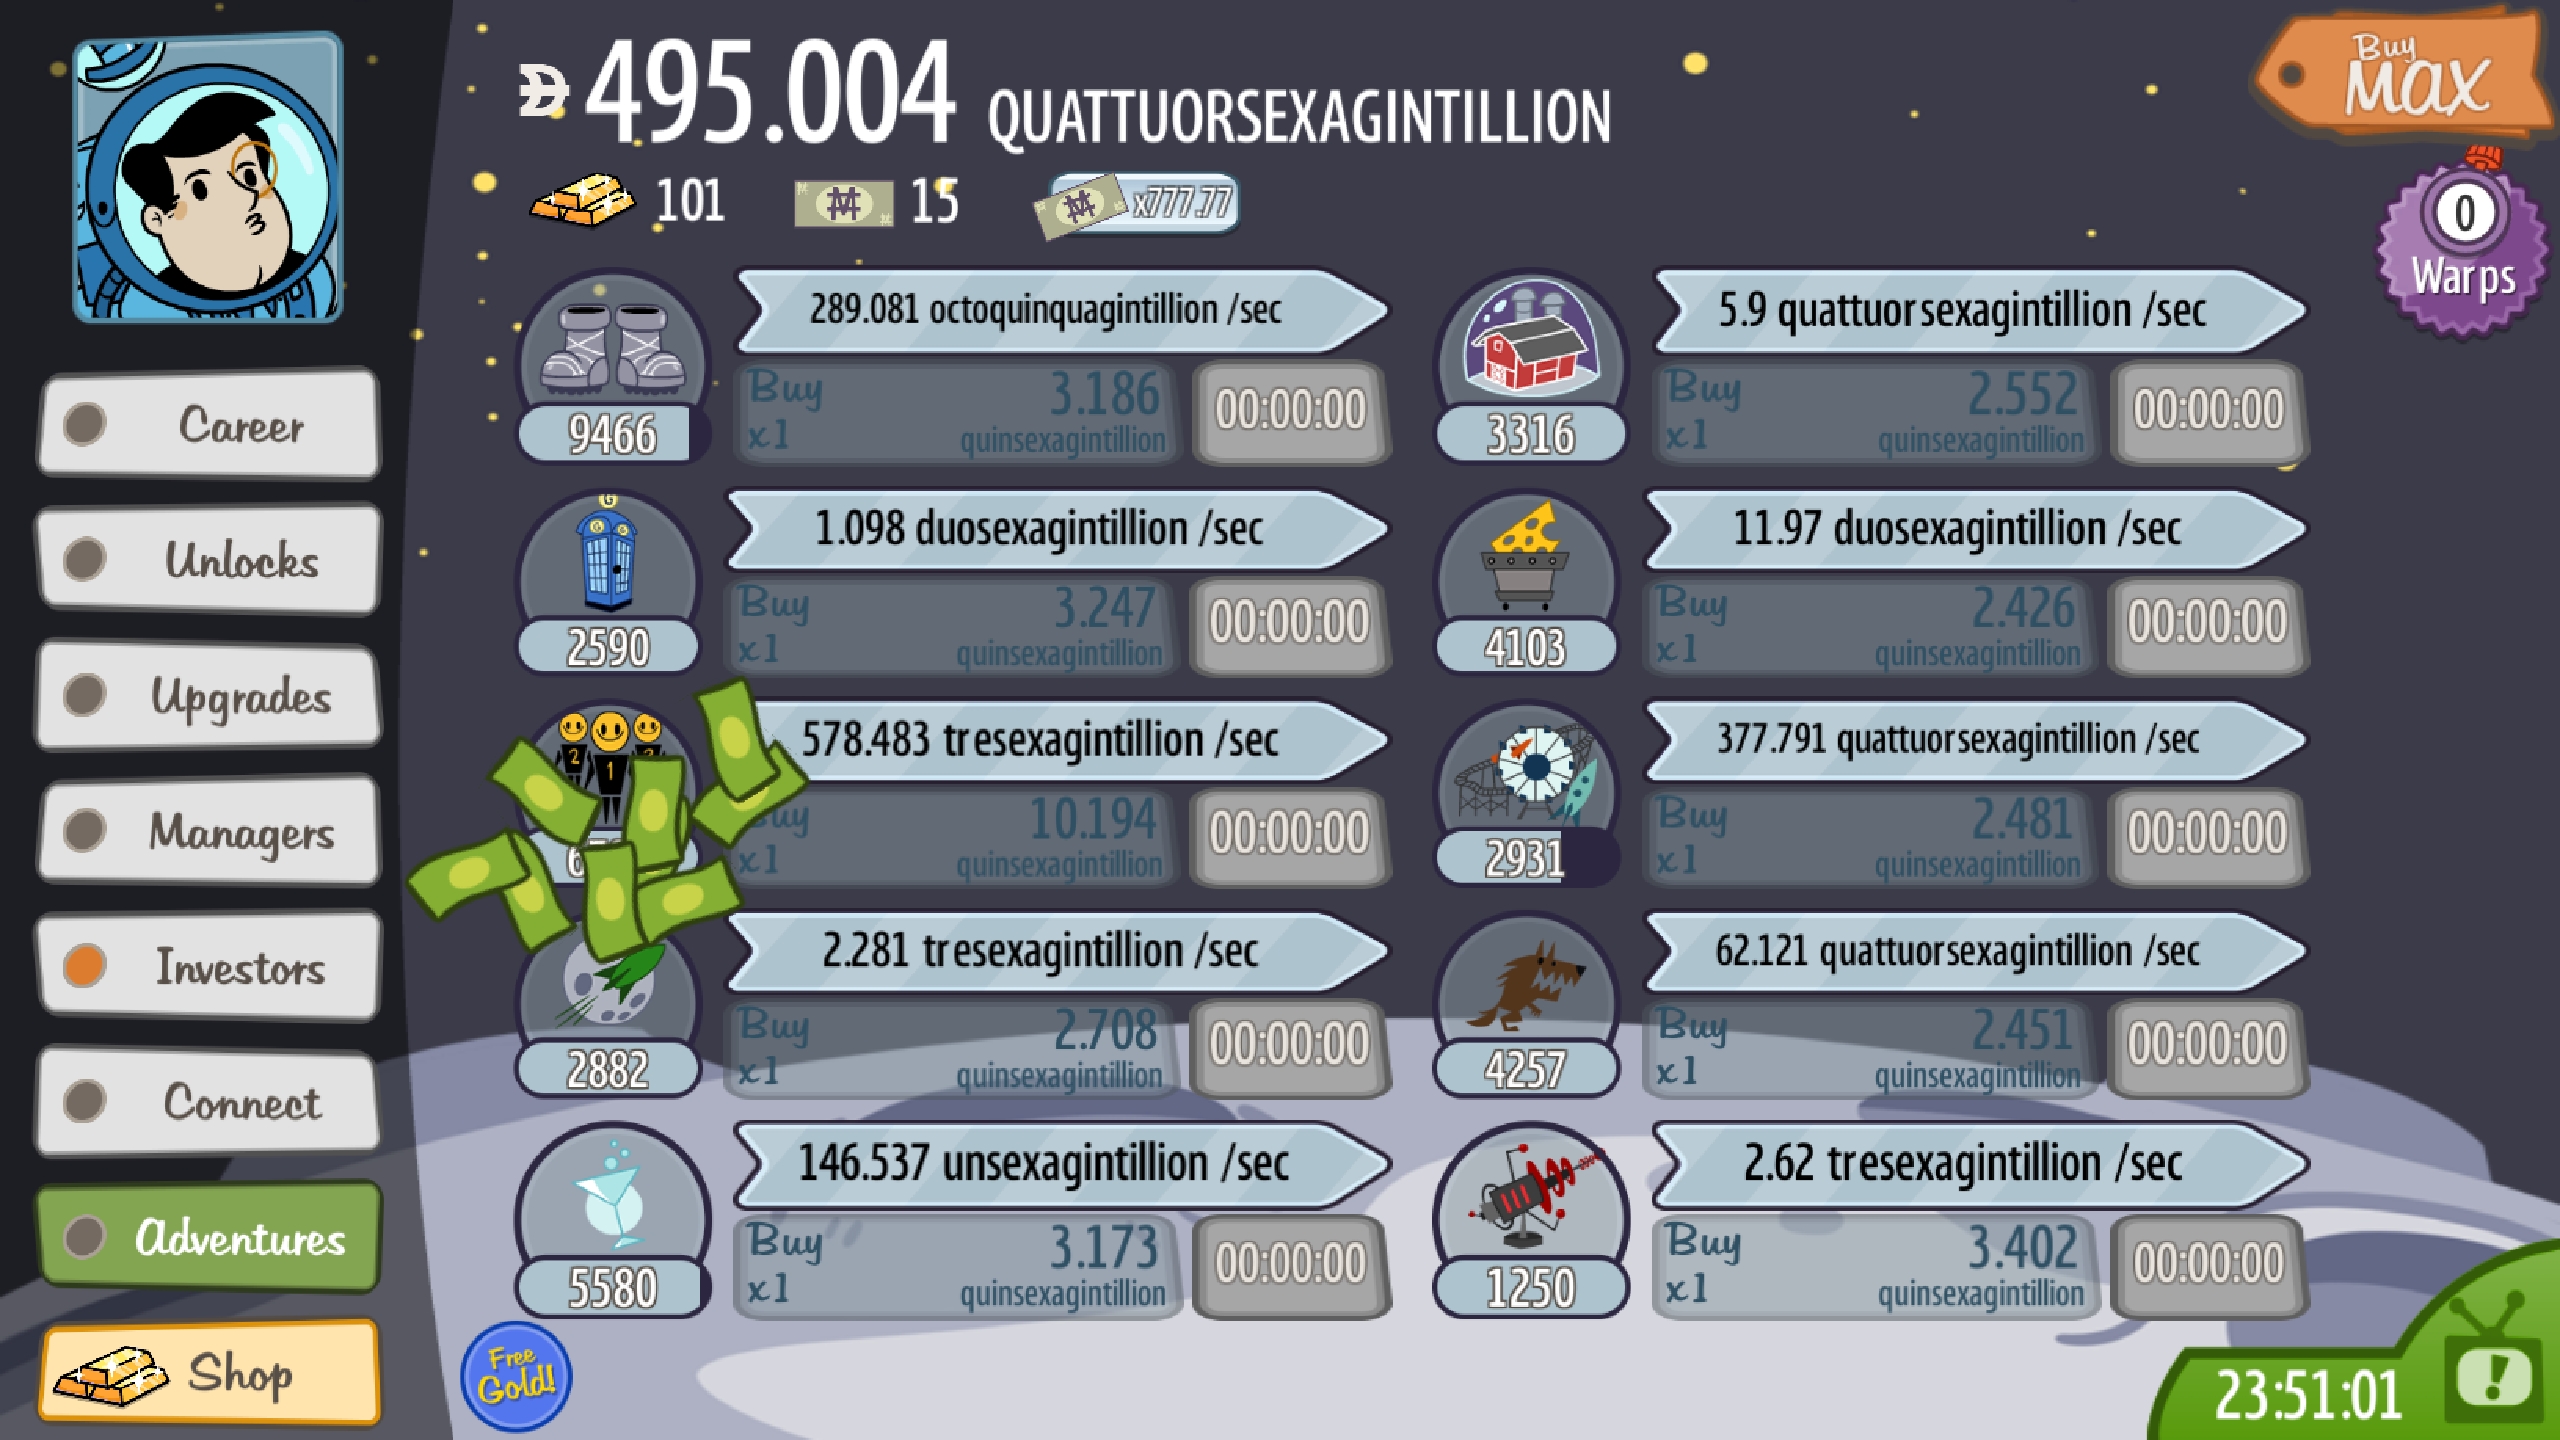 495.004 QUATTUORSEXAGINTILLION
Buy
MAX
101
15
x777.77
0
Warps
Career
Unlocks
Upgrades
Managers
Investors
Connect
Adventures
Shop
289.081 octoquinquagintillion /sec
9466
Buy 3.186
x1 quinsexagintillion
00:00:00
5.9 quattuorsexagintillion /sec
3316
Buy 2.552
x1 quinsexagintillion
00:00:00
1.098 duosexagintillion /sec
2590
Buy 3.247
x1 quinsexagintillion
00:00:00
11.97 duosexagintillion /sec
4103
Buy 2.426
x1 quinsexagintillion
00:00:00
578.483 tresexagintillion /sec
2 1
Buy 10.194
x1 quinsexagintillion
00:00:00
377.791 quattuorsexagintillion /sec
2931
Buy 2.481
x1 quinsexagintillion
00:00:00
2.281 tresexagintillion /sec
2882
Buy 2.708
x1 quinsexagintillion
00:00:00
62.121 quattuorsexagintillion /sec
4257
Buy 2.451
x1 quinsexagintillion
00:00:00
146.537 unsexagintillion /sec
5580
Buy 3.173
x1 quinsexagintillion
00:00:00
2.62 tresexagintillion /sec
1250
Buy 3.402
x1 quinsexagintillion
00:00:00
Free
Gold!
23:51:01
!